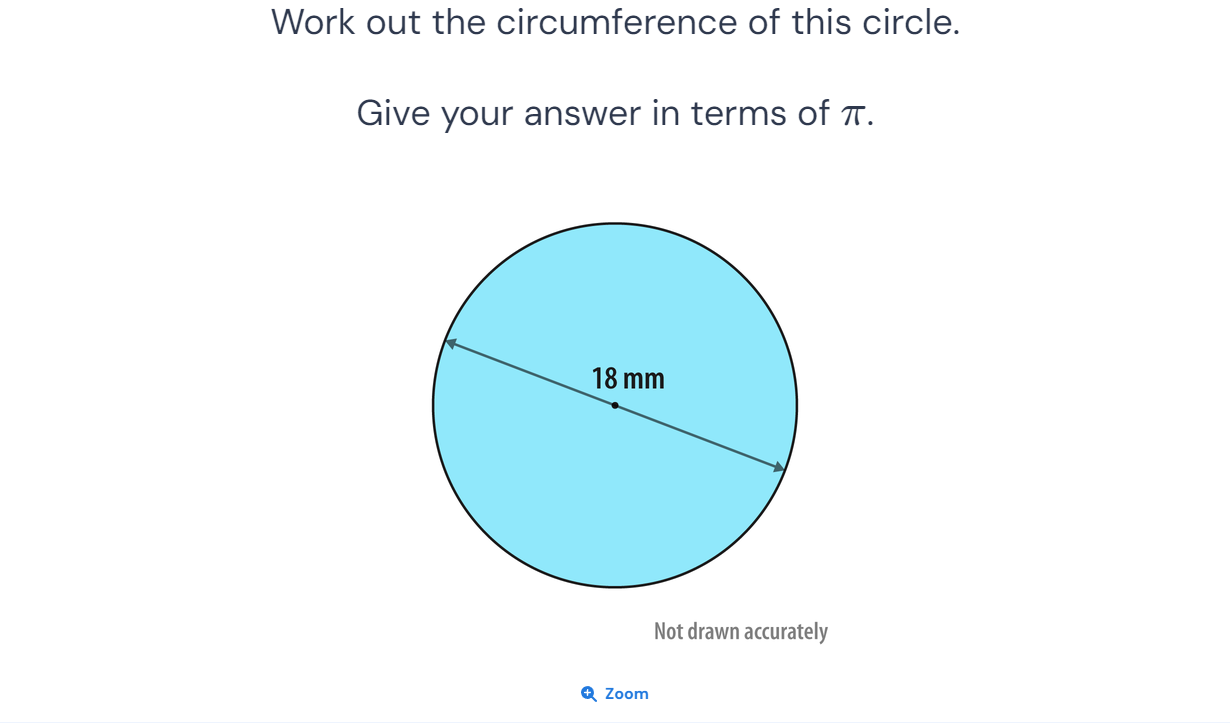 Work out the circumference of this circle.
Give your answer in terms of π.
18 mm
Not drawn accurately
Zoom